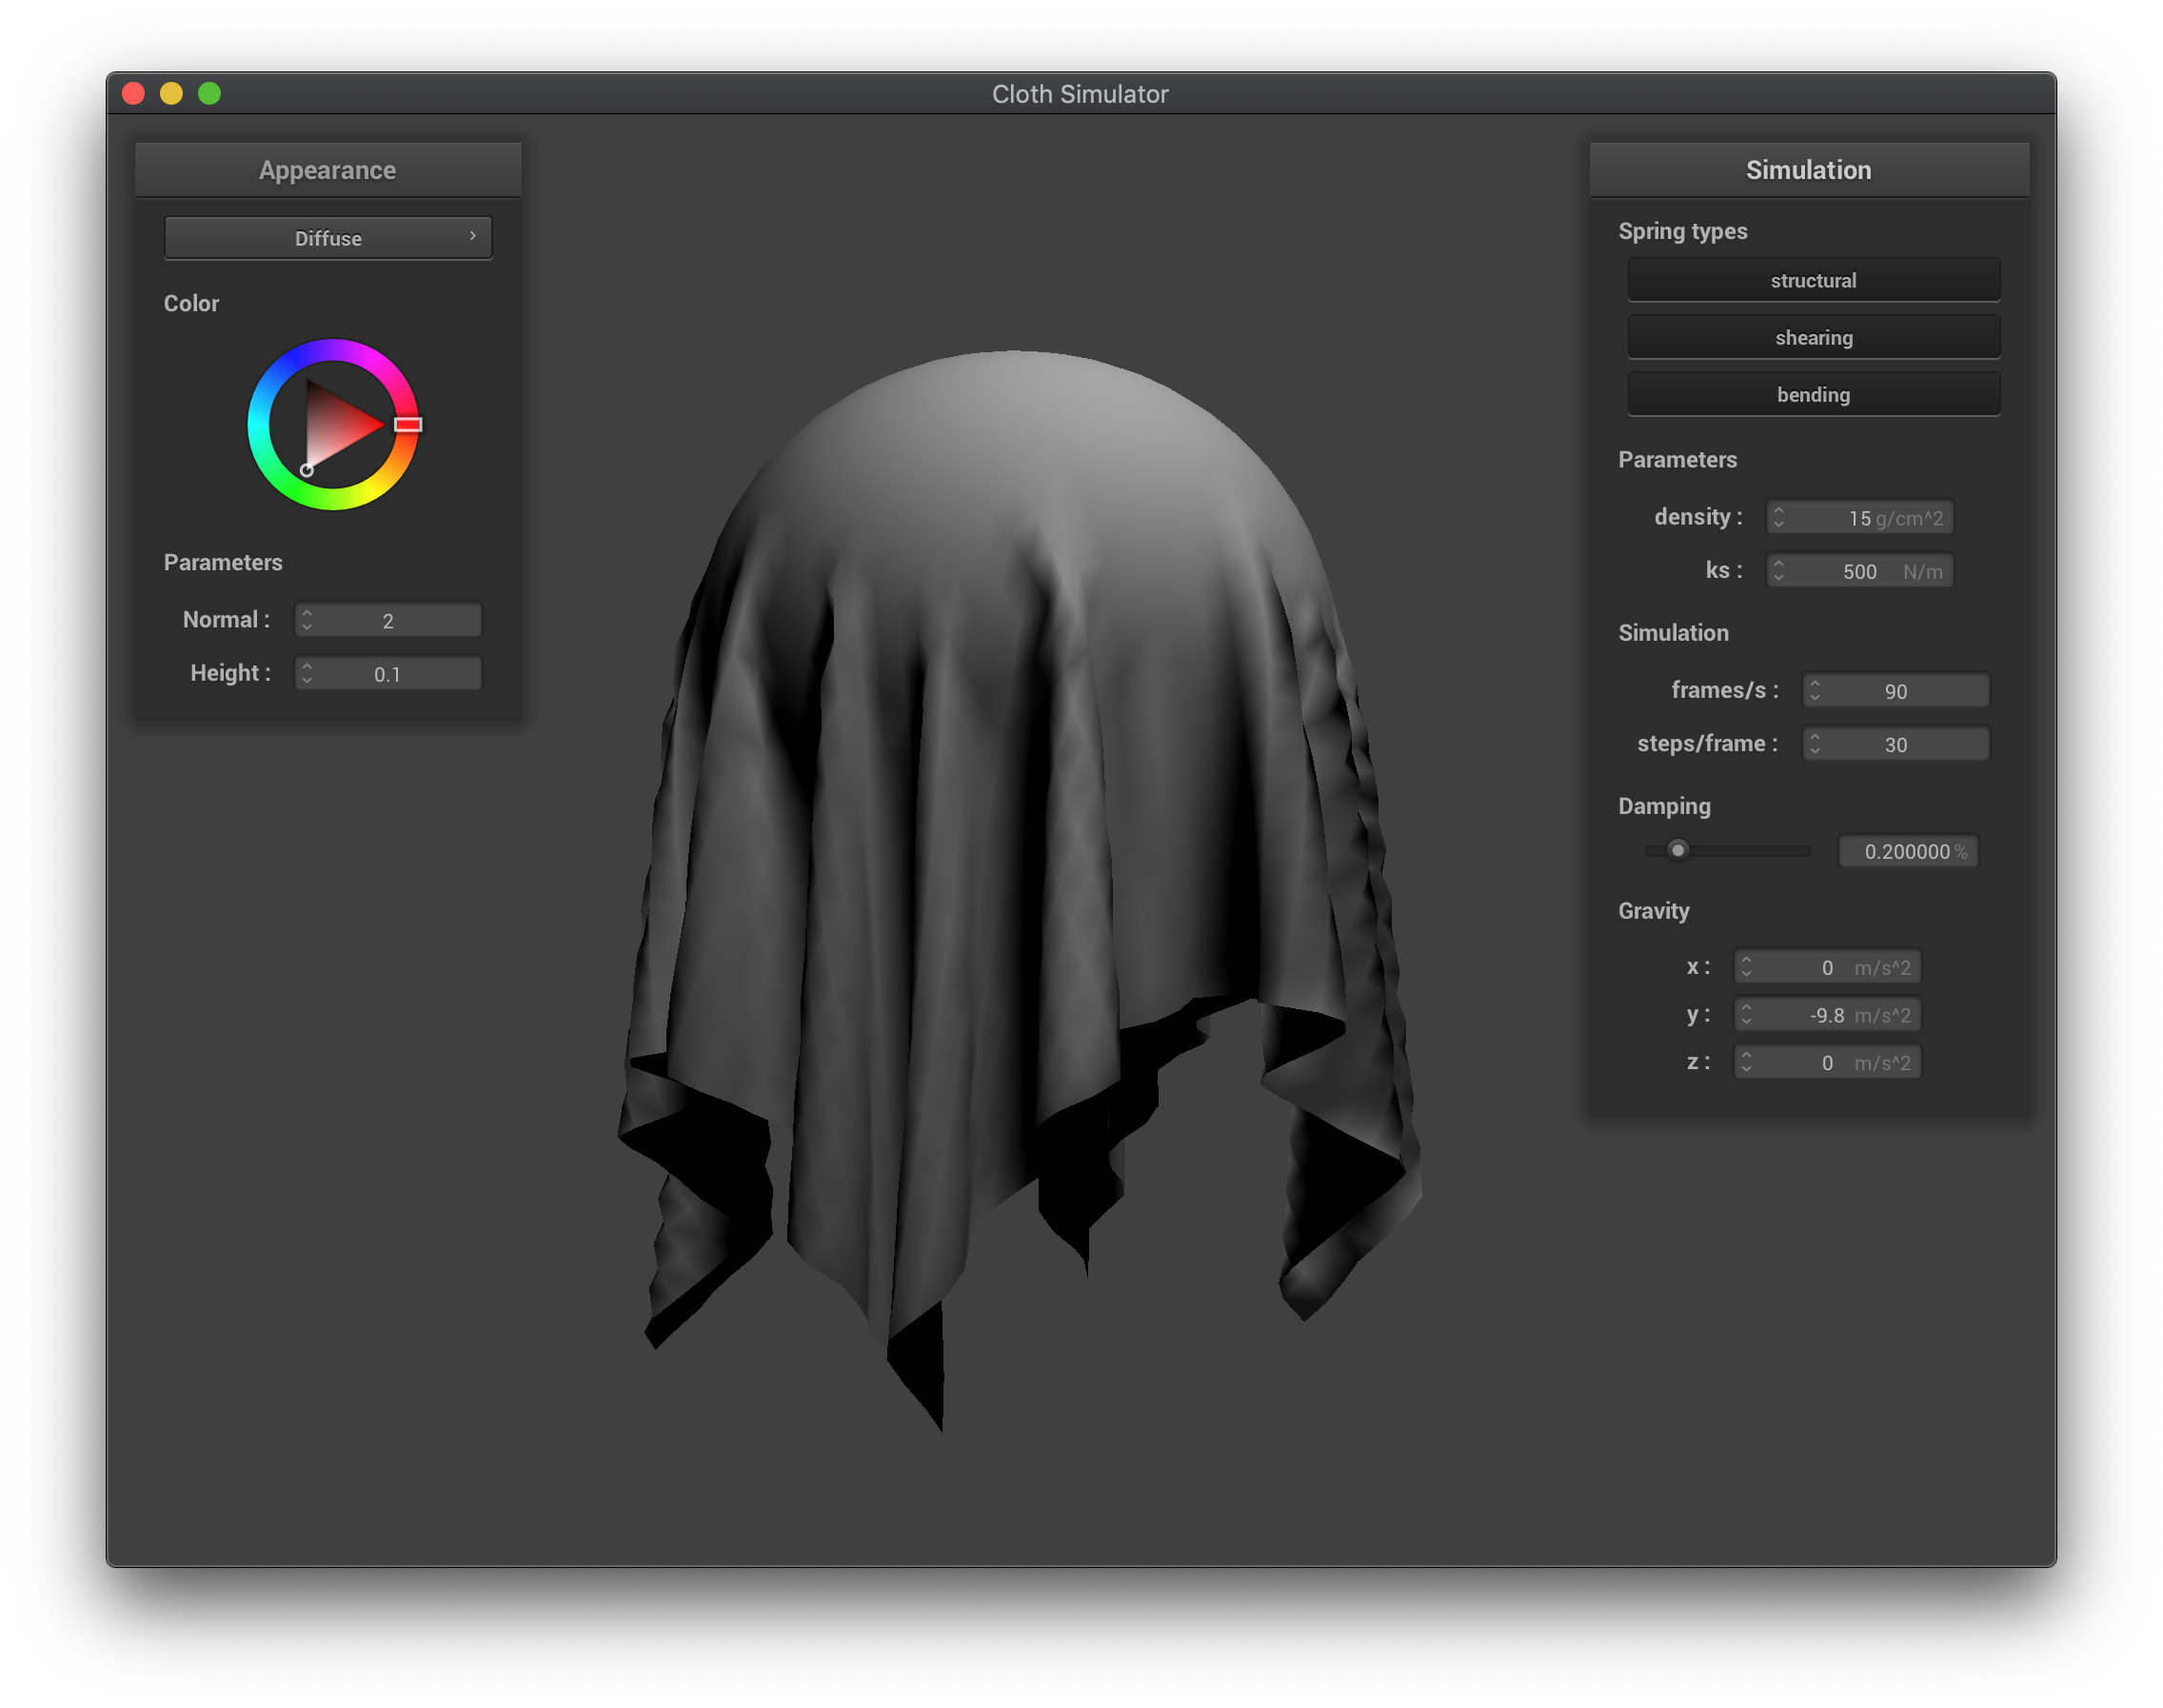 Cloth Simulator
Appearance
Diffuse
Color
Parameters
Normal : 2
Height : 0.1
Simulation
Spring types
structural
shearing
bending
Parameters
density : 15 g/cm^2
ks : 500 N/m
Simulation
frames/s : 90
steps/frame : 30
Damping
0.200000 %
Gravity
x : 0 m/s^2
y : -9.8 m/s^2
z : 0 m/s^2